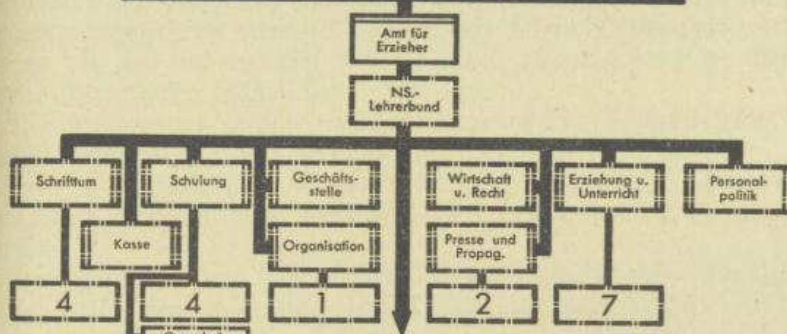 Amt für
Erzieher
NS.-
Lehrerbund
Schrifttum
Schulung
Geschäfts-
stelle
Wirtschaft
u. Recht
Erziehung u.
Unterricht
Personal-
politik
Kasse
Organisation
Presse und
Propag.
4
4
1
2
7